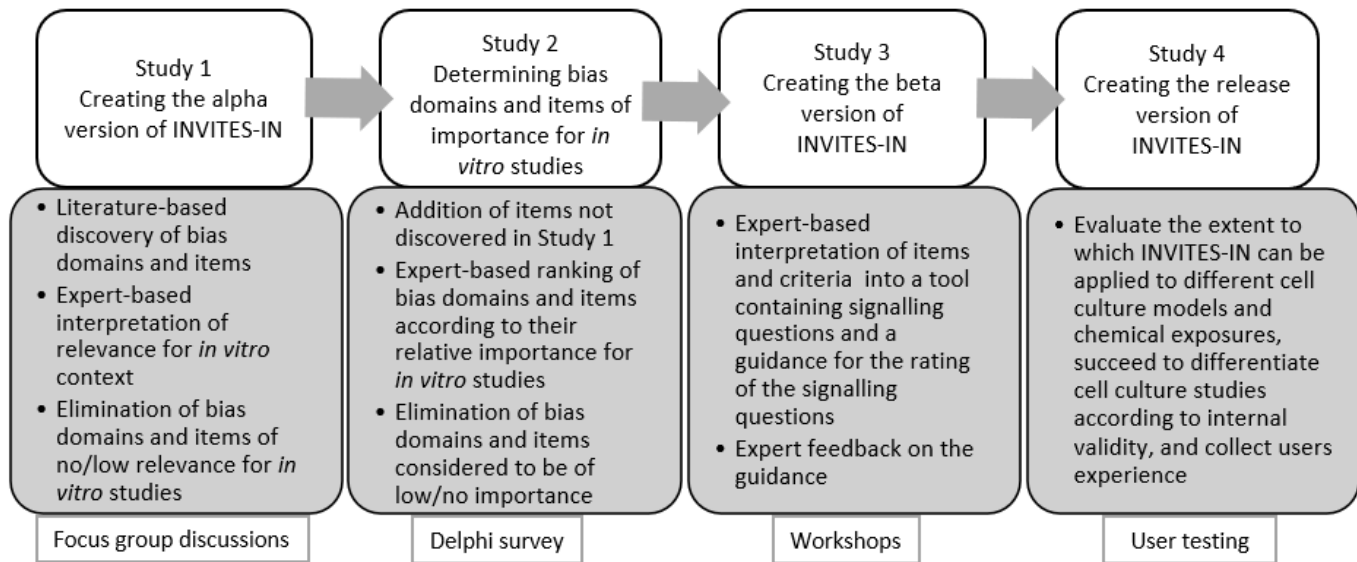 Study 1
Creating the alpha
version of INVITES-IN
Study 2
Determining bias
domains and items of
importance for in
vitro studies
Study 3
Creating the beta
version of
INVITES-IN
Study 4
Creating the release
version of
INVITES-IN
• Literature-based
discovery of bias
domains and items
• Expert-based
interpretation of
relevance for in vitro
context
• Elimination of bias
domains and items of
no/low relevance for in
vitro studies
• Addition of items not
discovered in Study 1
• Expert-based ranking of
bias domains and items
according to their
relative importance for
in vitro studies
• Elimination of bias
domains and items
considered to be of
low/no importance
• Expert-based
interpretation of items
and criteria into a tool
containing signalling
questions and a
guidance for the rating
of the signalling
questions
• Expert feedback on the
guidance
• Evaluate the extent to
which INVITES-IN can be
applied to different cell
culture models and
chemical exposures,
succeed to differentiate
cell culture studies
according to internal
validity, and collect users
experience
Focus group discussions
Delphi survey
Workshops
User testing